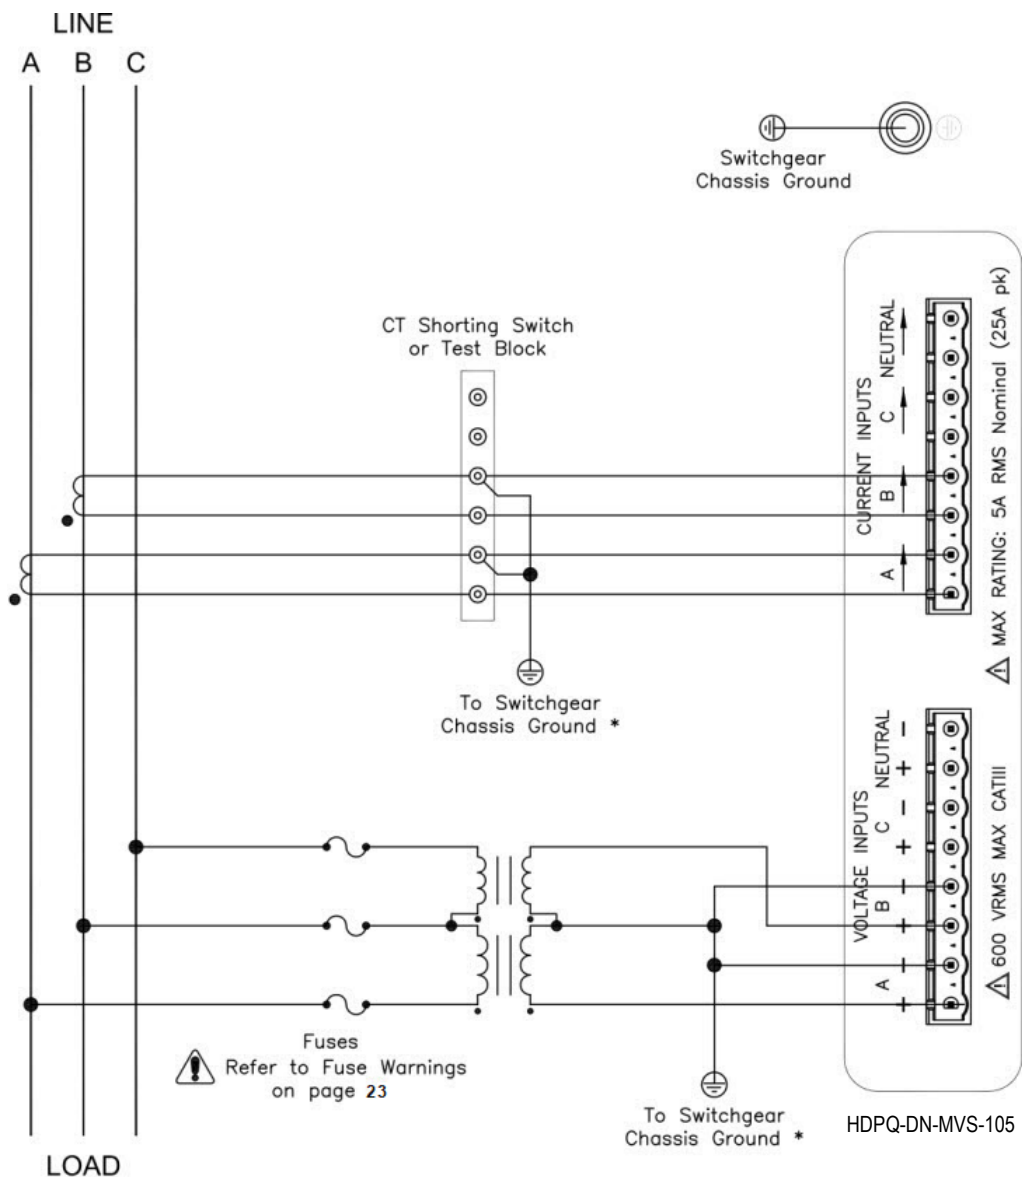 LINE
A B C
Switchgear
Chassis Ground
CT Shorting Switch
or Test Block
CURRENT INPUTS
NEUTRAL
C
B
A
⚠ MAX RATING: 5A RMS Nominal (25A pk)
To Switchgear
Chassis Ground *
VOLTAGE INPUTS
NEUTRAL
C
B
A
- + - + - + - +
⚠ 600 VRMS MAX CATIII
Fuses
Refer to Fuse Warnings
on page 23
To Switchgear
Chassis Ground *
HDPQ-DN-MVS-105
LOAD